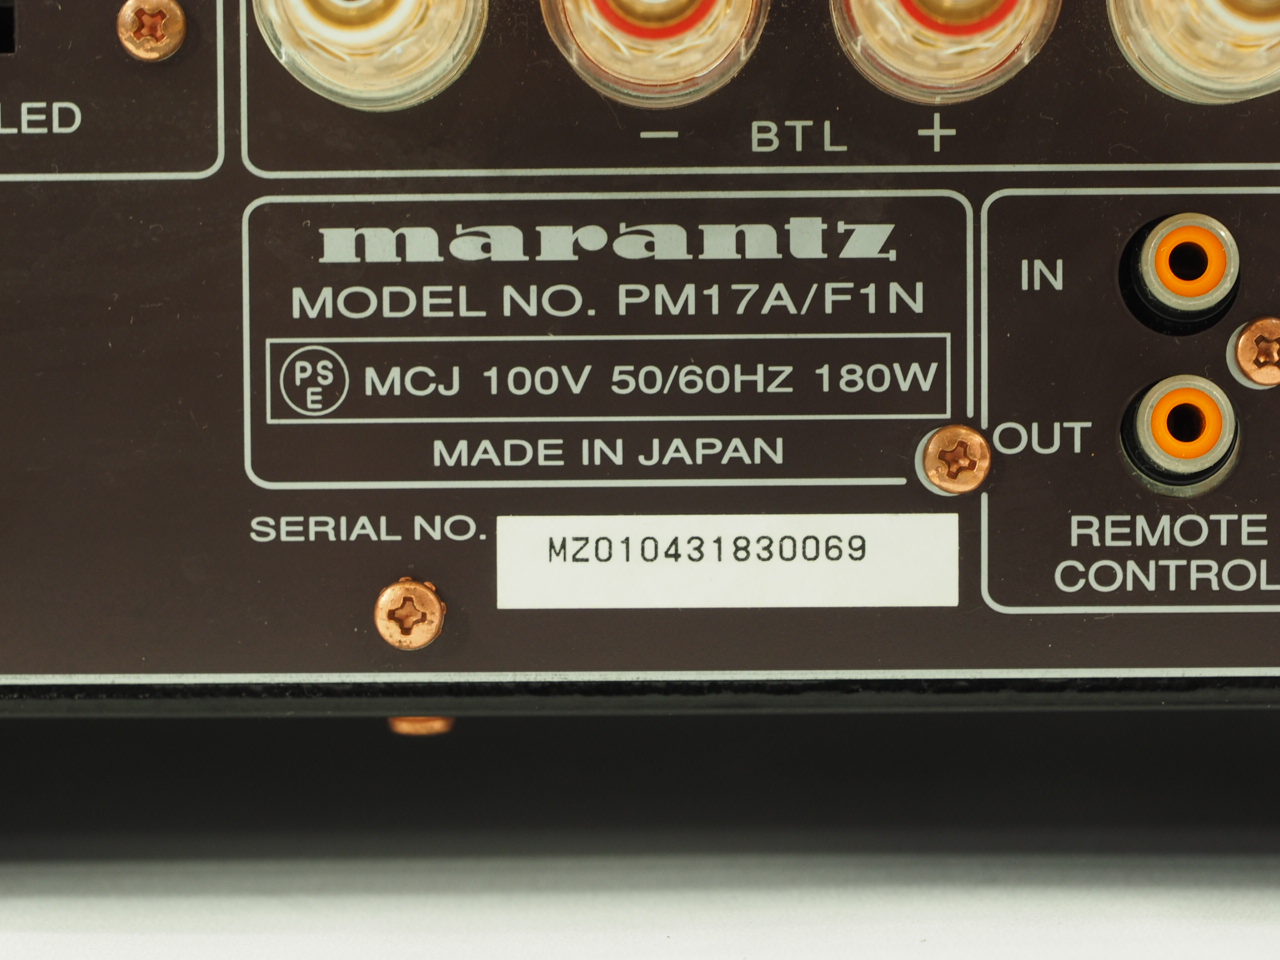 LED
− BTL +
marantz
MODEL NO. PM17A/F1N
PSE MCJ 100V 50/60HZ 180W
MADE IN JAPAN
SERIAL NO. MZ010431830069
IN
OUT
REMOTE
CONTROL